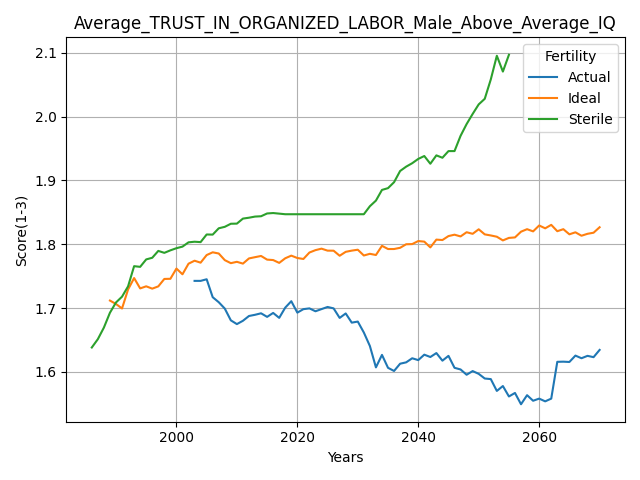 Average_TRUST_IN_ORGANIZED_LABOR_Male_Above_Average_IQ
Fertility
Actual
Ideal
Sterile
2.1
2.0
1.9
1.8
1.7
1.6
Score(1-3)
2000
2020
2040
2060
Years